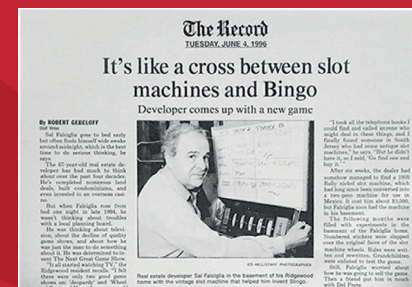 The Record
TUESDAY, JUNE 4, 1996
It's like a cross between slot
machines and Bingo
Developer comes up with a new game
By ROBERT GEBELOFF
Staff Writer
Sal Falciglia goes to bed early
but often finds himself wide awake
around midnight, which is the best
time to do serious thinking, he
says.
The 67-year-old real estate de-
veloper has had much to think
about over the past four decades.
He's completed numerous land
deals, built condominiums, and
even invested in an overseas casi-
no.
But when Falciglia rose from
bed one night in late 1994, he
wasn't thinking about troubles
with a local planning board.
He was thinking about televi-
sion, about the decline of quality
game shows, and about how he
was just the man to do something
about it. He was determined to in-
vent The Next Great Game Show.
"It all started watching TV," the
Ridgewood resident recalls. "I felt
there were only two good game
shows on: 'Jeopardy' and 'Wheel
ED HILL/STAFF PHOTOGRAPHER
Real estate developer Sal Falciglia in the basement of his Ridgewood
home with the vintage slot machine that helped him invent Slingo.
"I took all the telephone books I
could find and called anyone who
might deal in these things, and I
finally found someone in South
Jersey who had some antique slot
machines," he says. "But he didn't
have it, so I said, 'Go find one and
buy it.'"
After six weeks, the dealer had
somehow managed to find a 1950
Bally nickel slot machine, which
had long since been converted into
a two-peso machine for use in
Mexico. It cost him about $3,500,
but Falciglia soon had the machine
in his basement.
The following months were
filled with experiments in the
basement of the Falciglia home.
Numbered stickers were slapped
over the original faces of the slot
machine wheels. Rules were writ-
ten and rewritten. Grandchildren
were enlisted to test the game.
Still, Falciglia worried about
how he was going to sell the game.
Then a friend put him in touch
with Del Porto